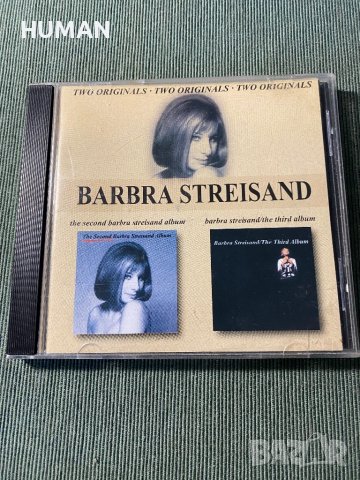 HUMAN
TWO ORIGINALS · TWO ORIGINALS · TWO ORIGINALS
BARBRA STREISAND
the second barbra streisand album
barbra streisand/the third album
The Second Barbra Streisand Album
Barbra Streisand/The Third Album
BAZAR